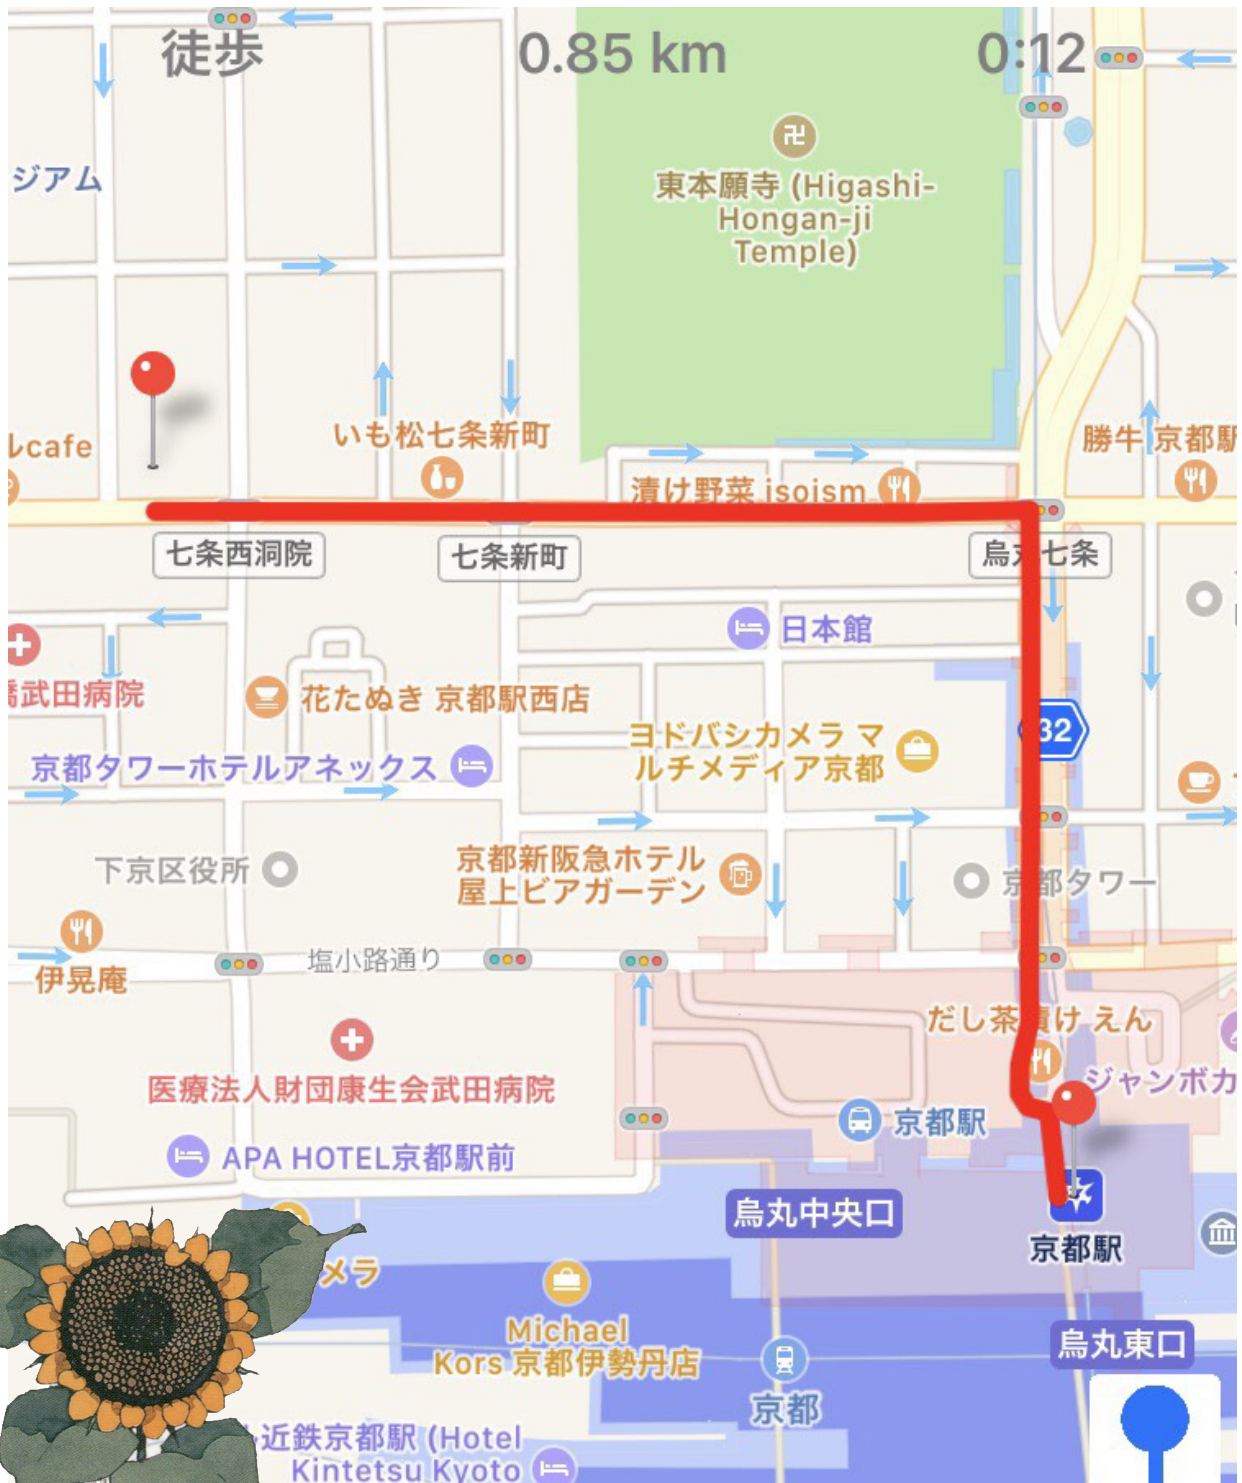 徒歩
0.85 km
0:12
東本願寺 (Higashi-
Hongan-ji
Temple)
ジアム
いも松七条新町
cafe
勝牛 京都駅
漬け野菜 isoism
七条西洞院
七条新町
烏丸七条
日本館
武田病院
花たぬき 京都駅西店
32
ヨドバシカメラ マ
ルチメディア京都
京都タワーホテルアネックス
京都新阪急ホテル
屋上ビアガーデン
下京区役所
京都タワー
塩小路通り
伊晃庵
だし茶漬け えん
医療法人財団康生会武田病院
ジャンボカ
京都駅
APA HOTEL京都駅前
烏丸中央口
京都駅
メラ
Michael
Kors 京都伊勢丹店
烏丸東口
京都
近鉄京都駅 (Hotel
Kintetsu Kyoto